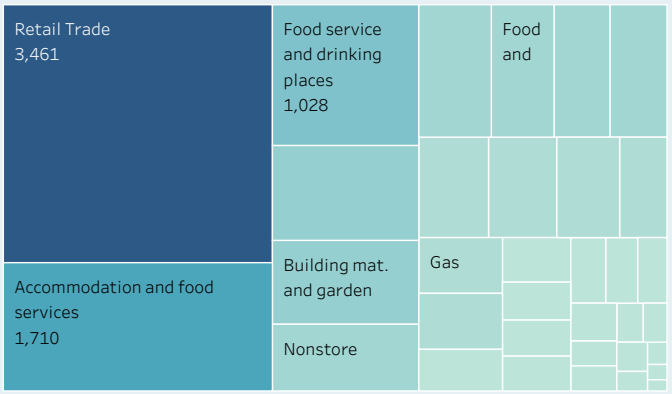 Retail Trade
3,461
Accommodation and food
services
1,710
Food service
and drinking
places
1,028
Building mat.
and garden
Nonstore
Food
and
Gas